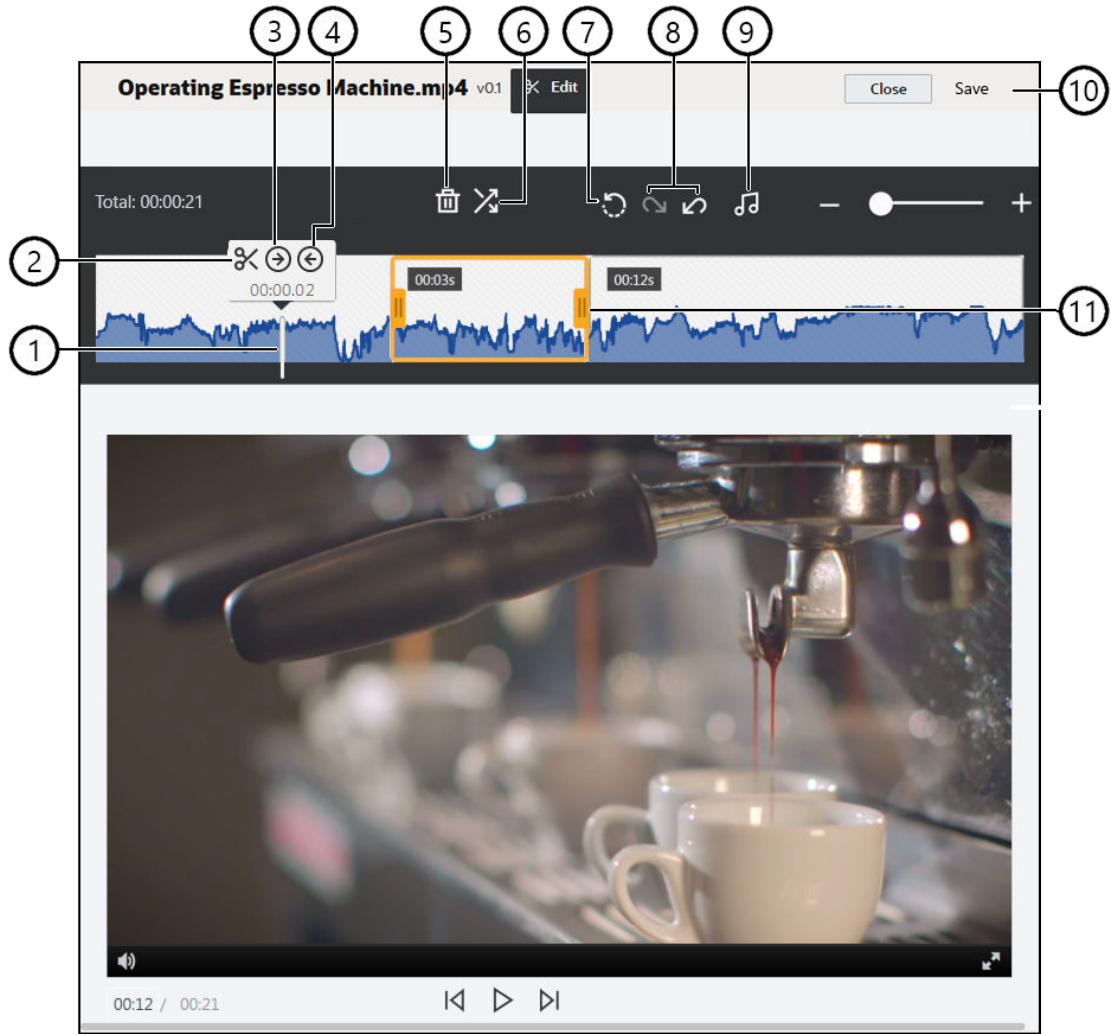 3 4 5 6 7 8 9
Operating Espresso Machine.mp4 v0.1 Edit Close Save 10
Total: 00:00:21
2
00:00.02 00:03s 00:12s
11
1
00:12 / 00:21